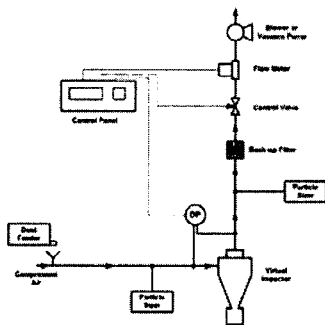 Blower or
Vacuum Pump
Flow Meter
Control Valve
Control Panel
Back-up Filter
Particle
Sizer
DP
Dust
Feeder
Compressed
Air
Virtual
Impactor
Particle
Sizer